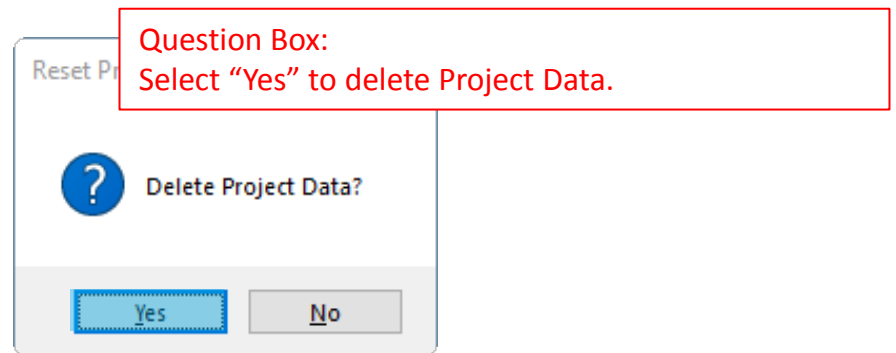 Question Box:
Select “Yes” to delete Project Data.
Reset Pr
Delete Project Data?
Yes
No